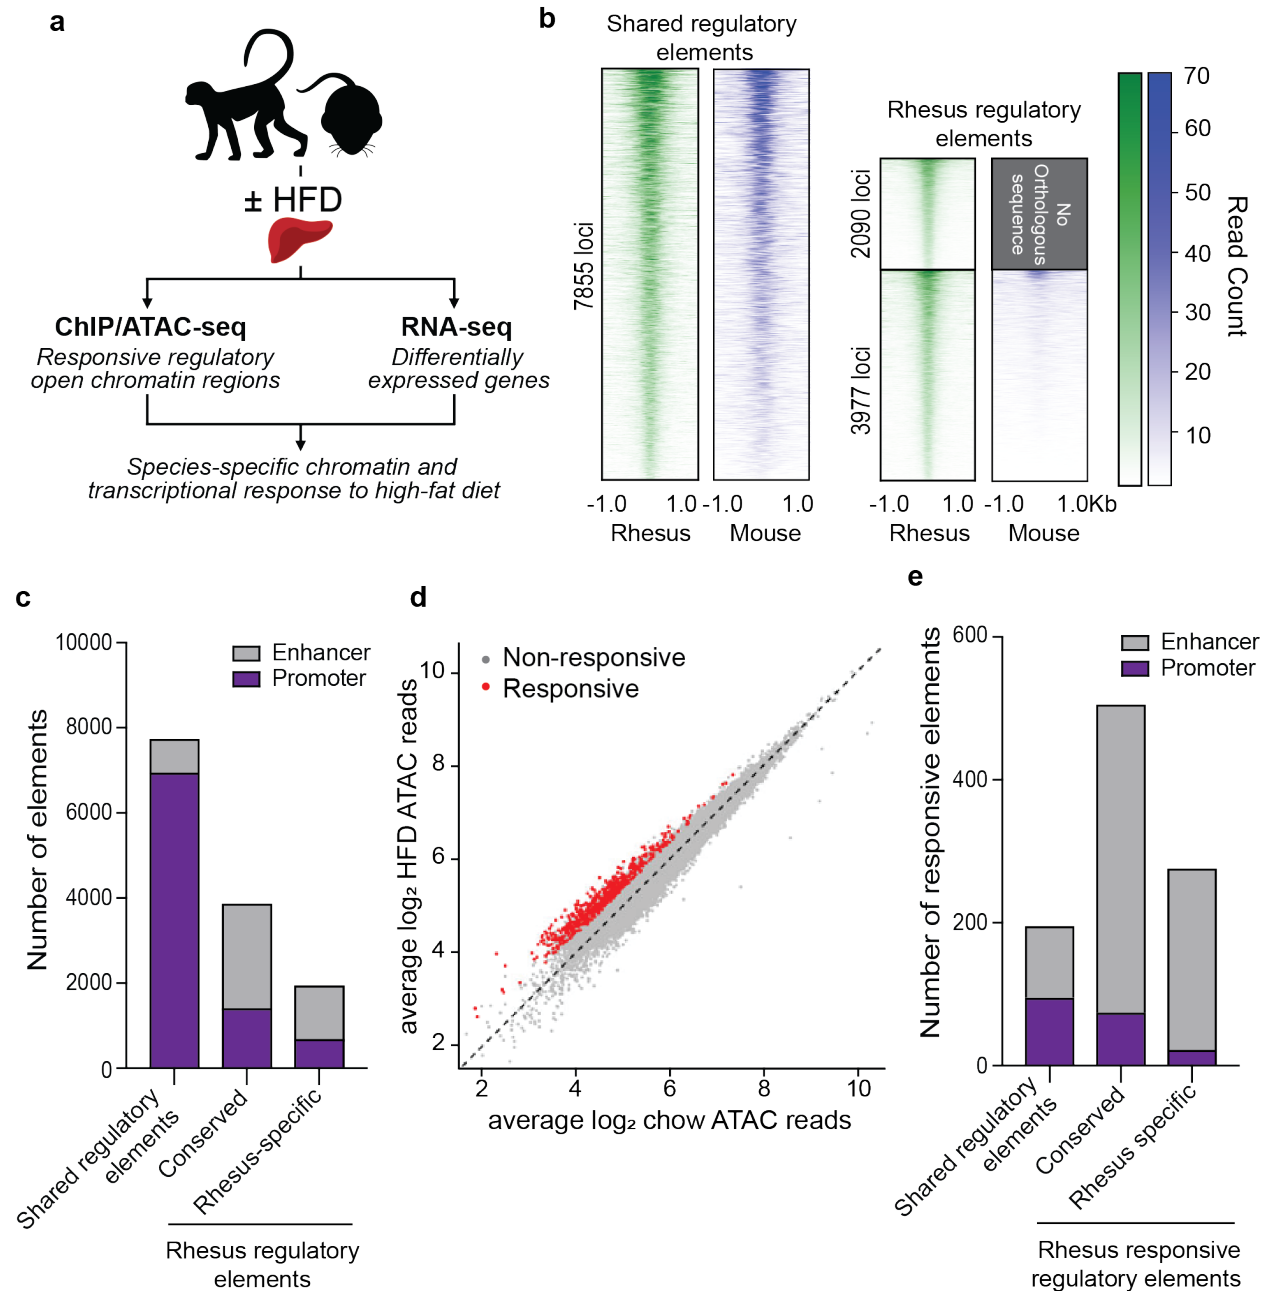 a
± HFD
ChIP/ATAC-seq
Responsive regulatory
open chromatin regions
RNA-seq
Differentially
expressed genes
Species-specific chromatin and
transcriptional response to high-fat diet
b
Shared regulatory
elements
7855 loci
-1.0
1.0
-1.0
1.0
Rhesus
Mouse
Rhesus regulatory
elements
2090 loci
3977 loci
No
Orthologous
sequence
-1.0
1.0
-1.0
1.0Kb
Rhesus
Mouse
70
60
50
40
30
20
10
Read Count
c
Number of elements
10000
8000
6000
4000
2000
0
Enhancer
Promoter
Shared regulatory
elements
Conserved
Rhesus-specific
Rhesus regulatory
elements
d
average log₂ HFD ATAC reads
10
8
6
4
2
Non-responsive
Responsive
2
4
6
8
10
average log₂ chow ATAC reads
e
Number of responsive elements
600
400
200
0
Enhancer
Promoter
Shared regulatory
elements
Conserved
Rhesus specific
Rhesus responsive
regulatory elements